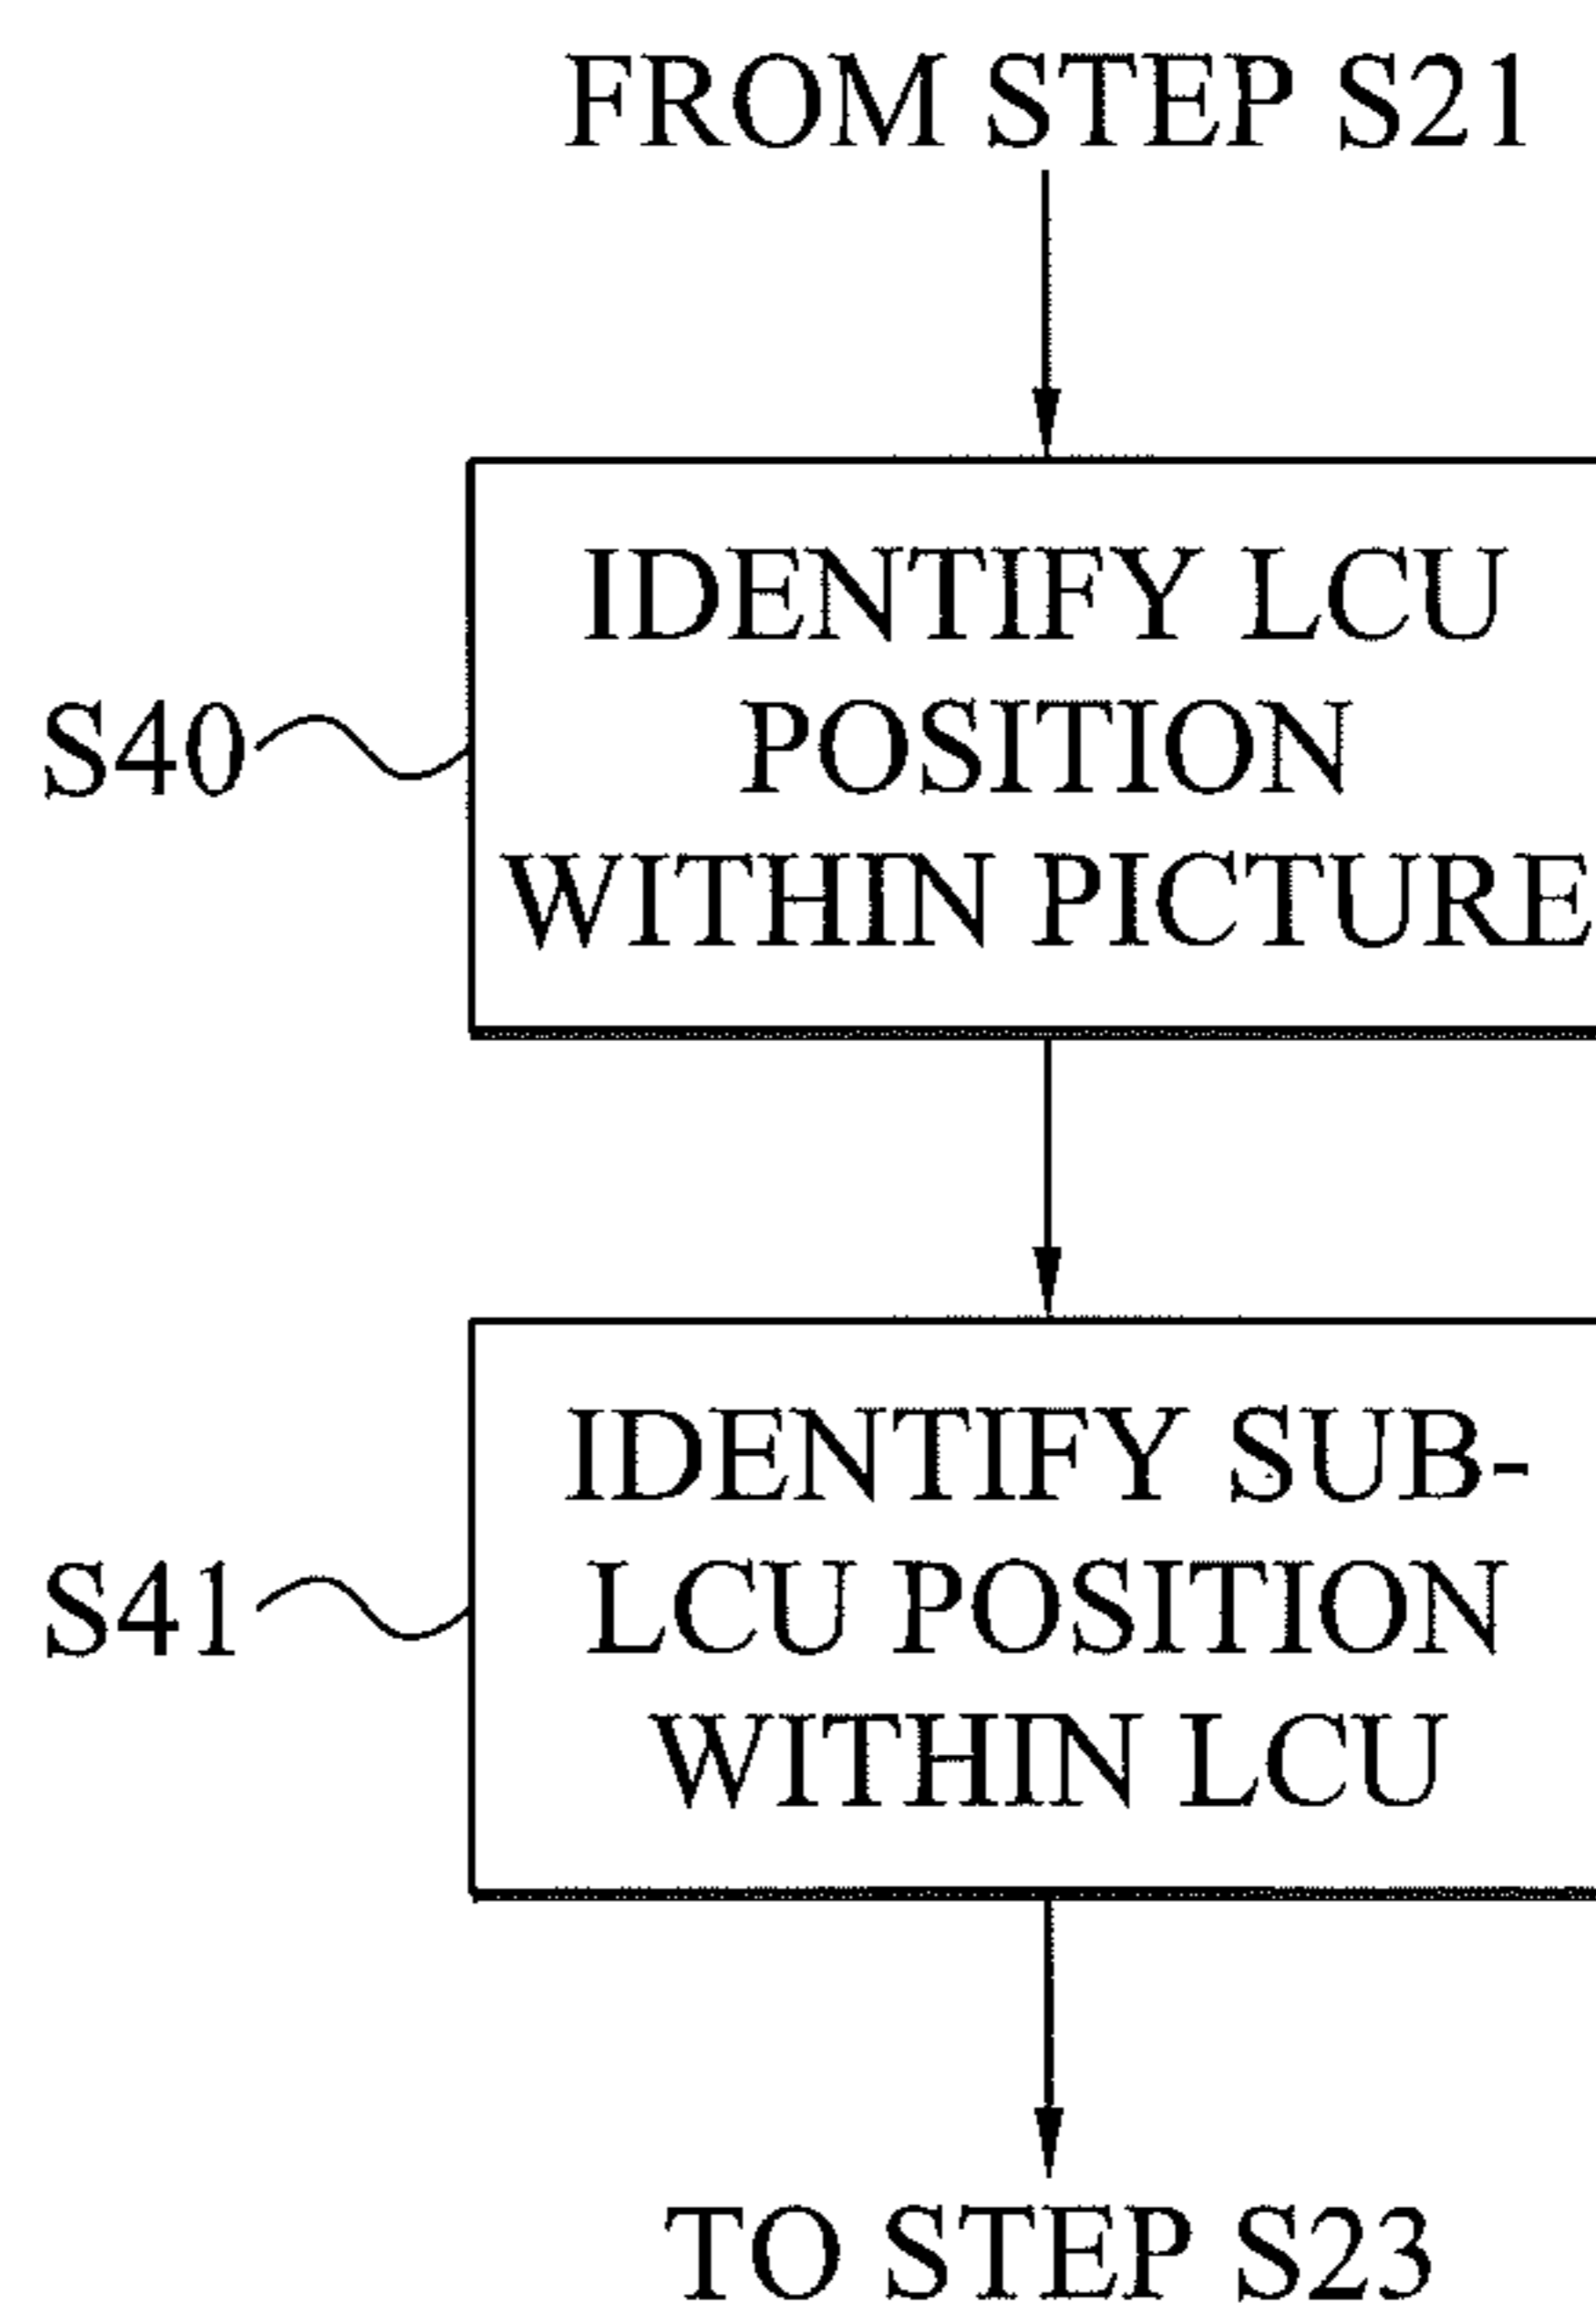 FROM STEP S21
IDENTIFY LCU
POSITION
WITHIN PICTURE
S40
IDENTIFY SUB-
LCU POSITION
WITHIN LCU
S41
TO STEP S23